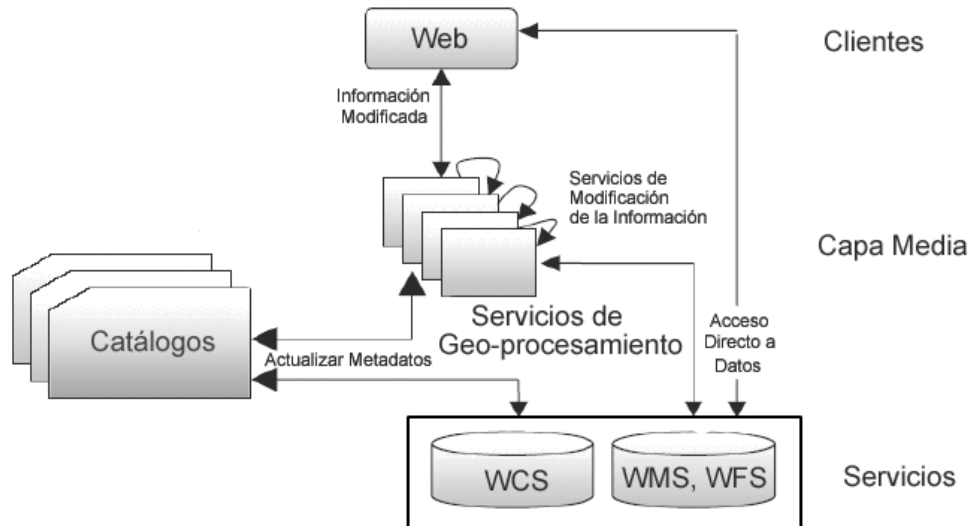 Web
Clientes
Información
Modificada
Servicios de
Modificación
de la Información
Capa Media
Servicios de
Geo-procesamiento
Acceso
Directo a
Datos
Catálogos
Actualizar Metadatos
WCS
WMS, WFS
Servicios